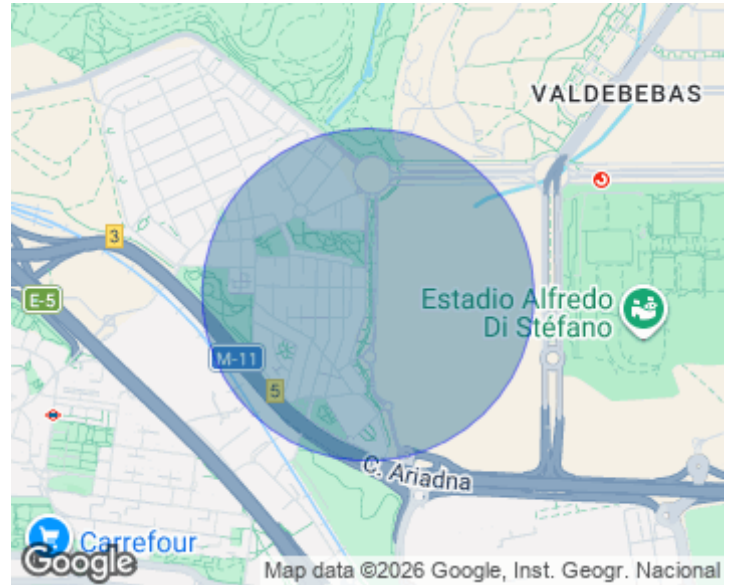 VALDEBEBAS
3
E-5
Estadio Alfredo
Di Stéfano
M-11
5
C. Ariadna
Carrefour
Google
Map data ©2026 Google, Inst. Geogr. Nacional